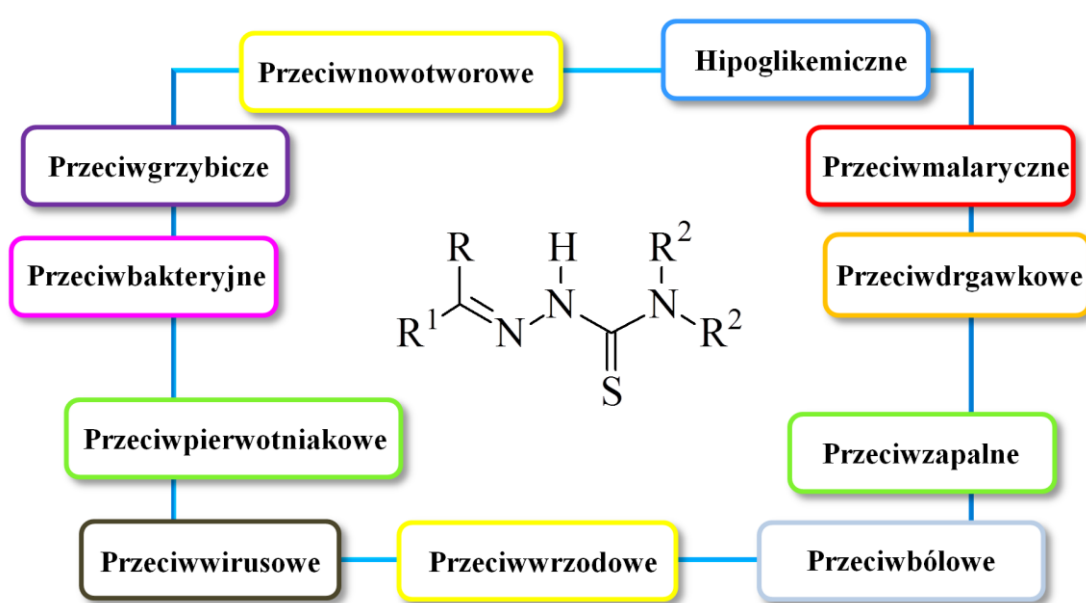 Przeciwnowotworowe
Hipoglikemiczne
Przeciwgrzybicze
Przeciwmalaryczne
Przeciwbakteryjne
Przeciwdrgawkowe
R H R²
R¹ N N N R²
S
Przeciwpierwotniakowe
Przeciwzapalne
Przeciwwirusowe
Przeciwwrzodowe
Przeciwbólowe